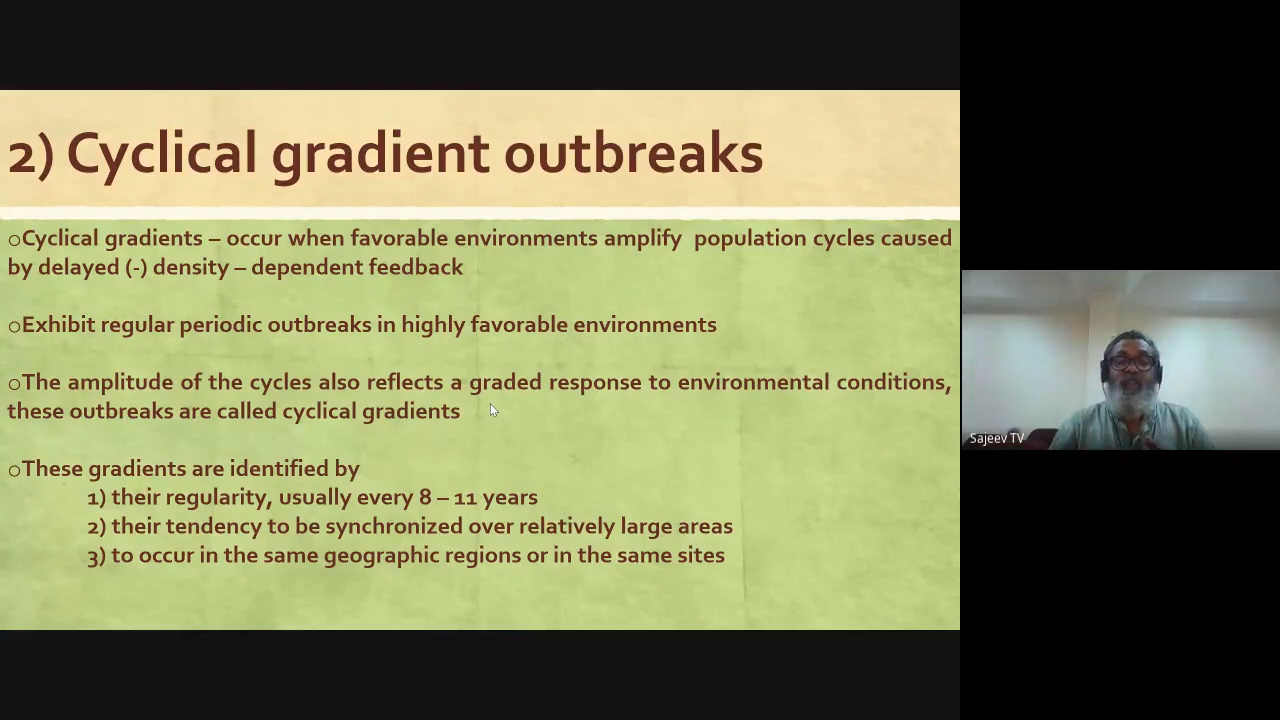 2) Cyclical gradient outbreaks
oCyclical gradients – occur when favorable environments amplify population cycles caused
by delayed (-) density – dependent feedback
oExhibit regular periodic outbreaks in highly favorable environments
oThe amplitude of the cycles also reflects a graded response to environmental conditions,
these outbreaks are called cyclical gradients
oThese gradients are identified by
1) their regularity, usually every 8 – 11 years
2) their tendency to be synchronized over relatively large areas
3) to occur in the same geographic regions or in the same sites
Sajeev TV